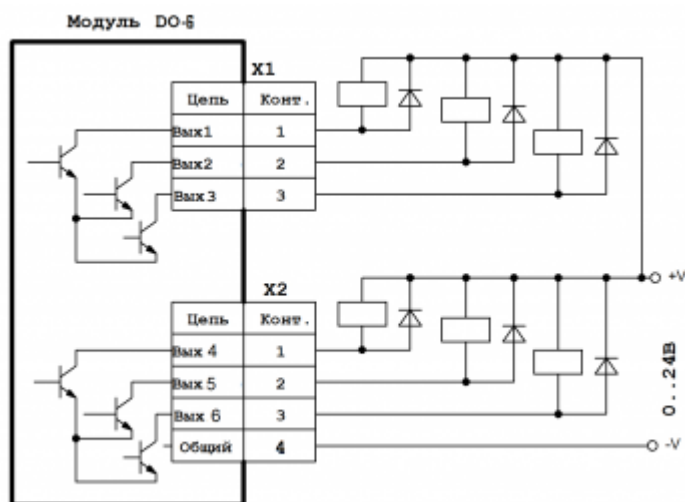 Модуль DO-6
X1
Цепь Конт.
Вых1 1
Вых2 2
Вых3 3
+V
X2
Цепь Конт.
Вых 4 1
Вых 5 2
Вых 6 3
Общий 4
0..24В
-V